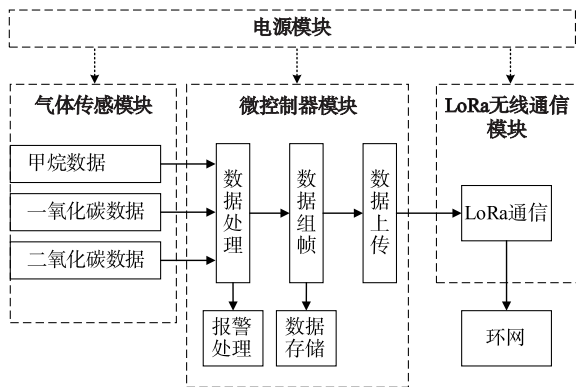 电源模块
气体传感模块
微控制器模块
LoRa无线通信
模块
甲烷数据
一氧化碳数据
二氧化碳数据
数据处理
数据组帧
数据上传
LoRa通信
报警
处理
数据
存储
环网